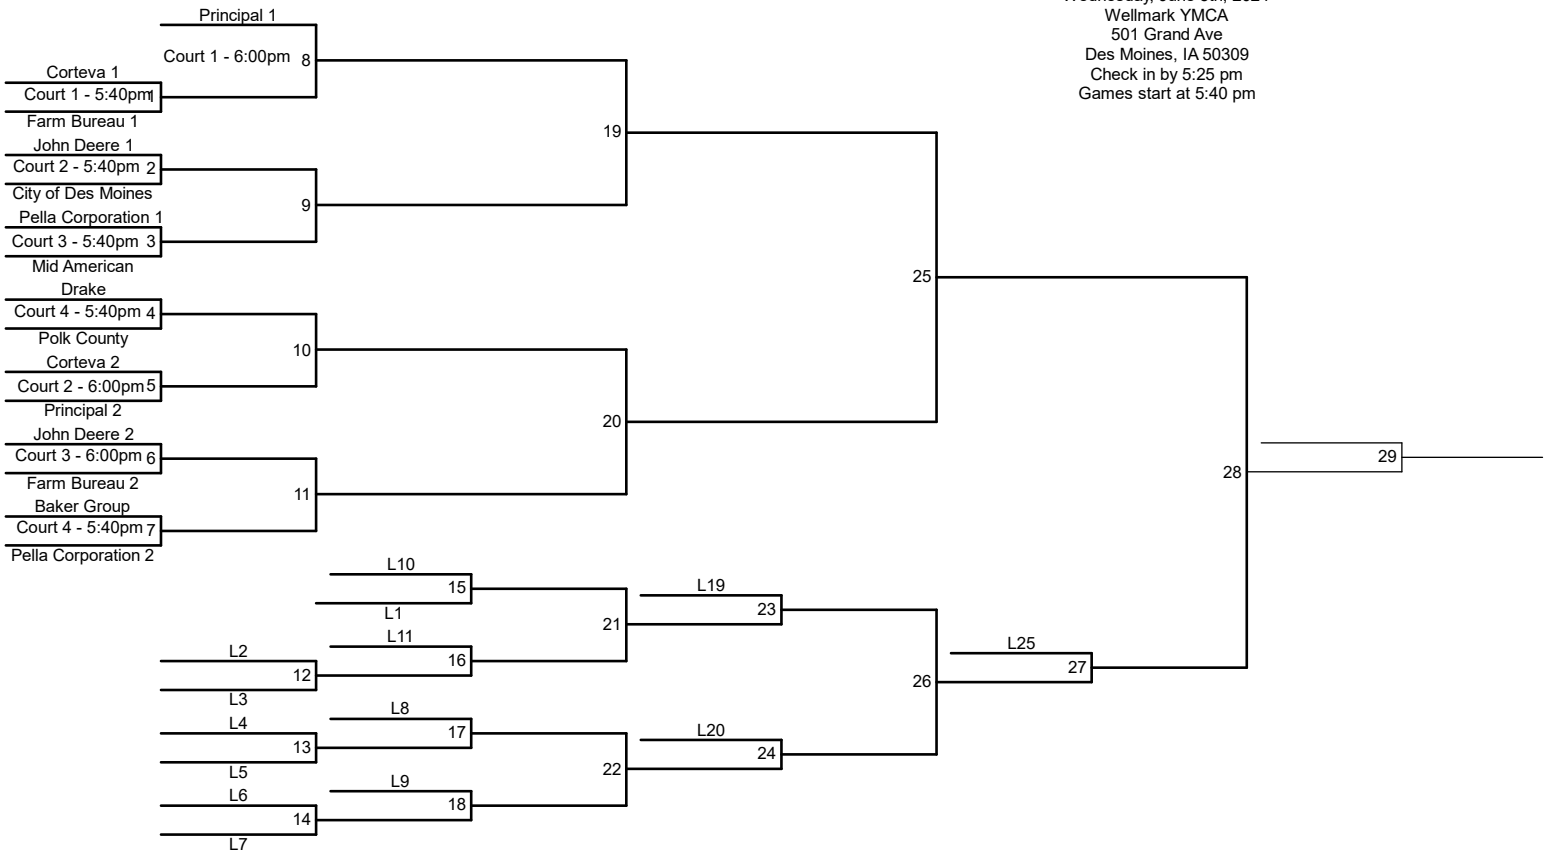 Principal 1
Court 1 - 6:00pm 8
Corteva 1
Court 1 - 5:40pm 1
Farm Bureau 1
John Deere 1
Court 2 - 5:40pm 2
City of Des Moines
9
Pella Corporation 1
Court 3 - 5:40pm 3
Mid American
19
Drake
Court 4 - 5:40pm 4
Polk County
10
Corteva 2
Court 2 - 6:00pm 5
Principal 2
20
John Deere 2
Court 3 - 6:00pm 6
Farm Bureau 2
11
Baker Group
Court 4 - 5:40pm 7
Pella Corporation 2
25
28
29
Wellmark YMCA
501 Grand Ave
Des Moines, IA 50309
Check in by 5:25 pm
Games start at 5:40 pm
L10
15
L1
L11
16
L2
12
L3
21
L19
23
L4
13
L5
L8
17
L6
14
L7
L9
18
22
L20
24
26
L25
27